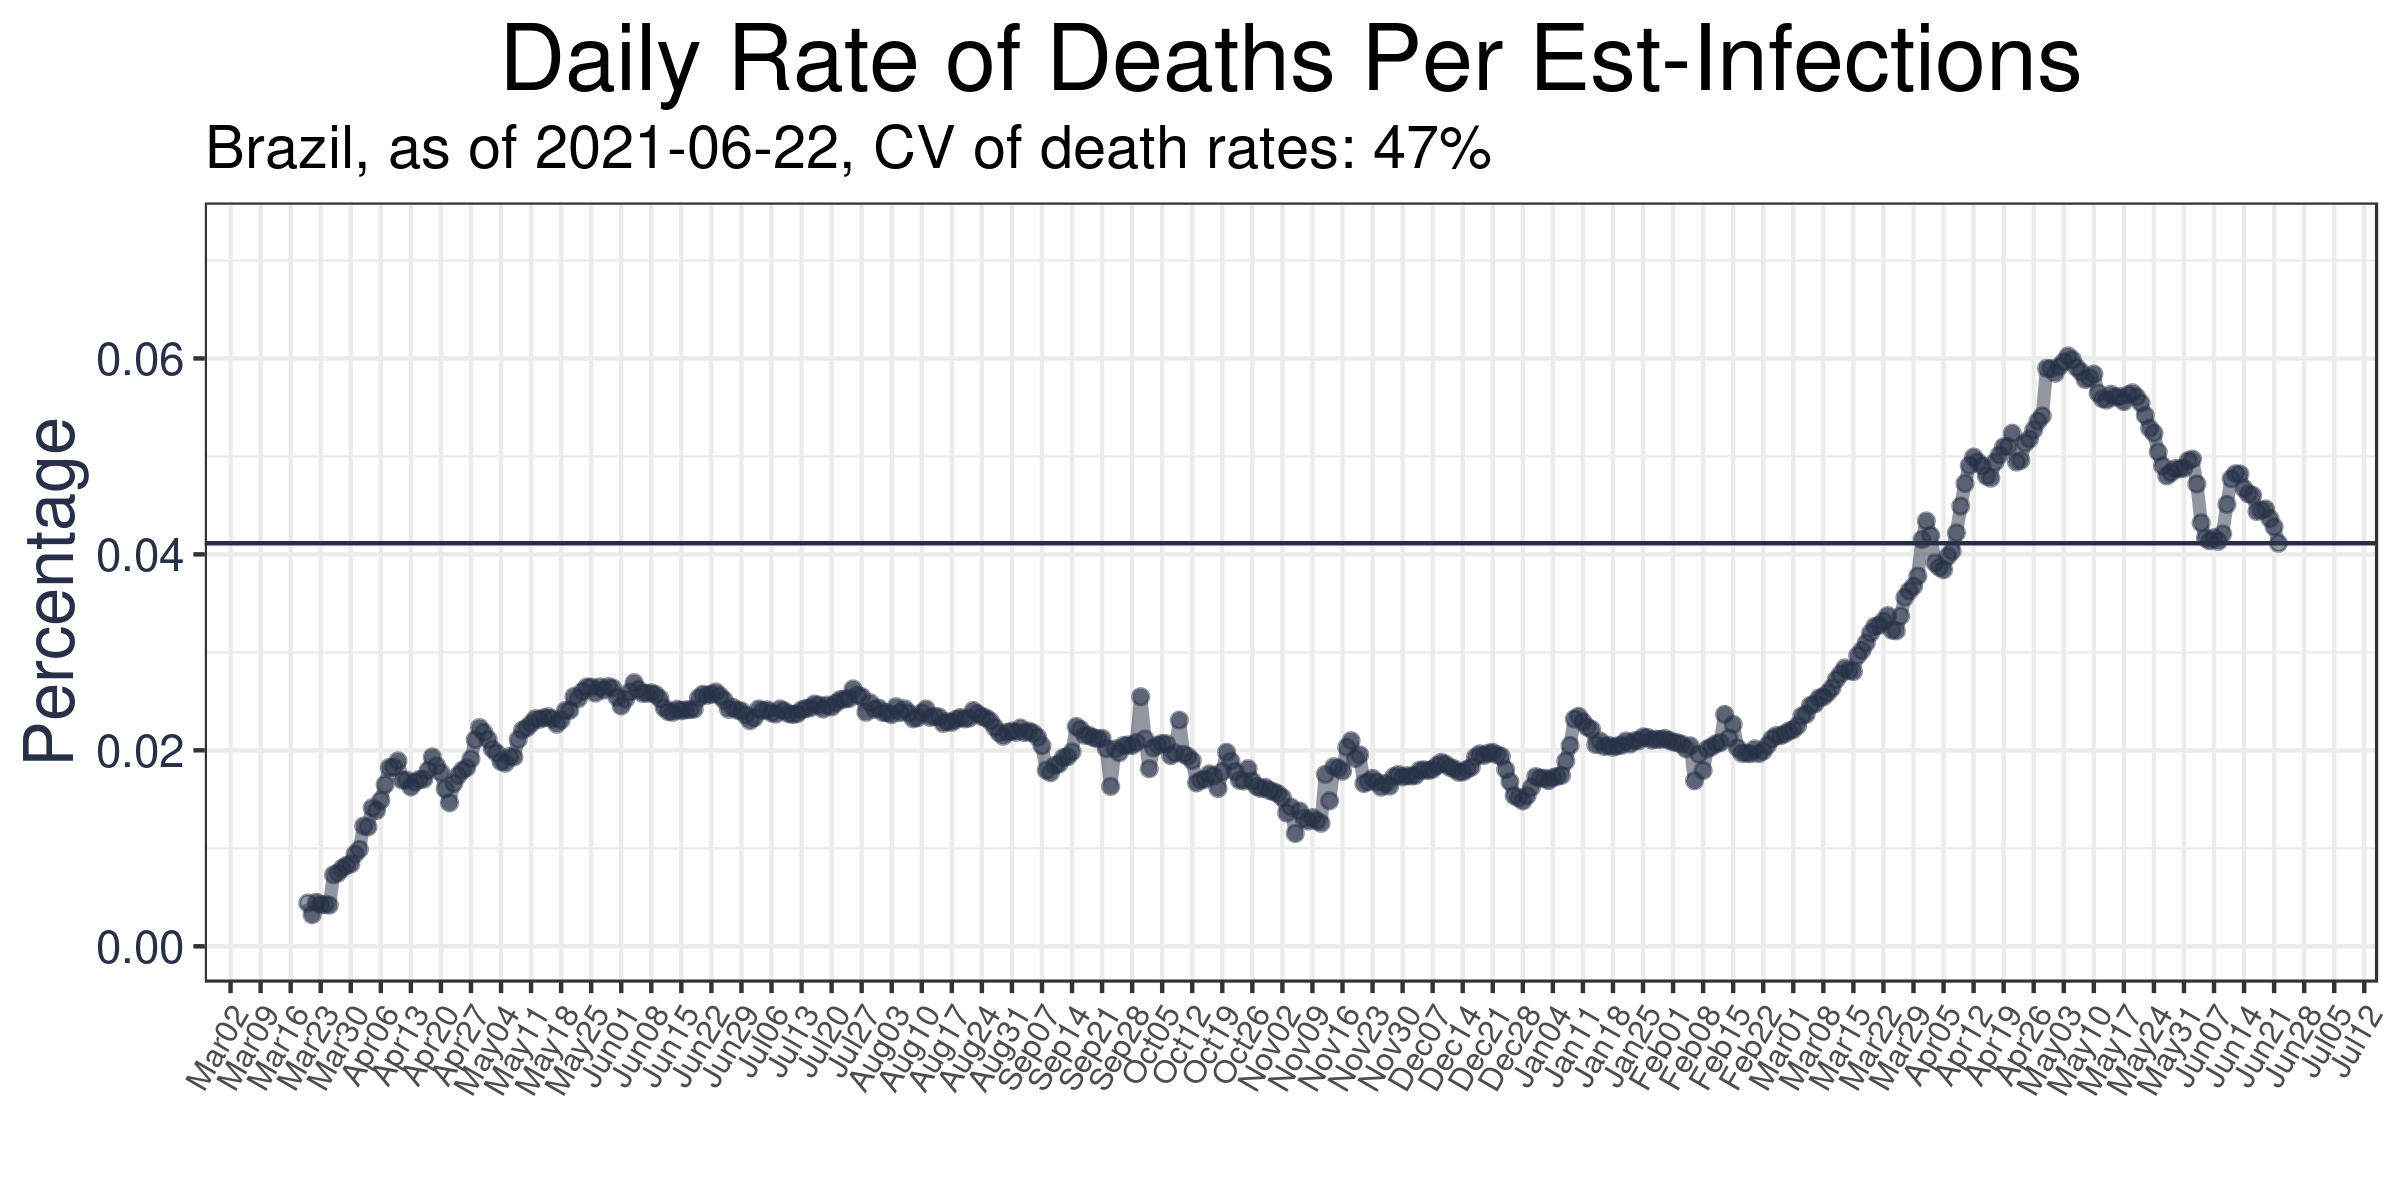 Daily Rate of Deaths Per Est-Infections
Brazil, as of 2021-06-22, CV of death rates: 47%
Percentage
0.06
0.04
0.02
0.00
Mar02
Mar09
Mar16
Mar23
Mar30
Apr06
Apr13
Apr20
Apr27
May04
May11
May18
May25
Jun01
Jun08
Jun15
Jun22
Jun29
Jul06
Jul13
Jul20
Jul27
Aug03
Aug10
Aug17
Aug24
Aug31
Sep07
Sep14
Sep21
Sep28
Oct05
Oct12
Oct19
Oct26
Nov02
Nov09
Nov16
Nov23
Nov30
Dec07
Dec14
Dec21
Dec28
Jan04
Jan11
Jan18
Jan25
Feb01
Feb08
Feb15
Feb22
Mar01
Mar08
Mar15
Mar22
Mar29
Apr05
Apr12
Apr19
Apr26
May03
May10
May17
May24
May31
Jun07
Jun14
Jun21
Jun28
Jul05
Jul12